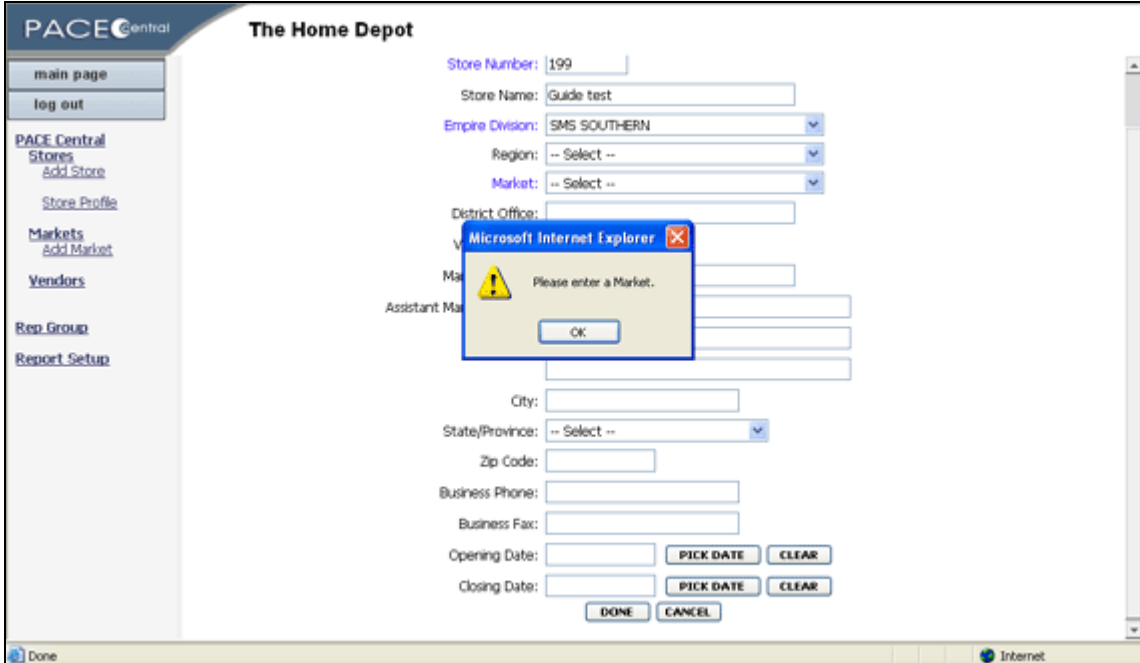 PACE Central
The Home Depot
main page
log out
PACE Central
Stores
Add Store
Store Profile
Markets
Add Market
Vendors
Rep Group
Report Setup
Store Number: 199
Store Name: Guide test
Empire Division: SMS SOUTHERN
Region: -- Select --
Market: -- Select --
District Office:
V
Microsoft Internet Explorer
Please enter a Market.
OK
Ma
Assistant Ma
City:
State/Province: -- Select --
Zip Code:
Business Phone:
Business Fax:
Opening Date: PICK DATE CLEAR
Closing Date: PICK DATE CLEAR
DONE CANCEL
Done Internet